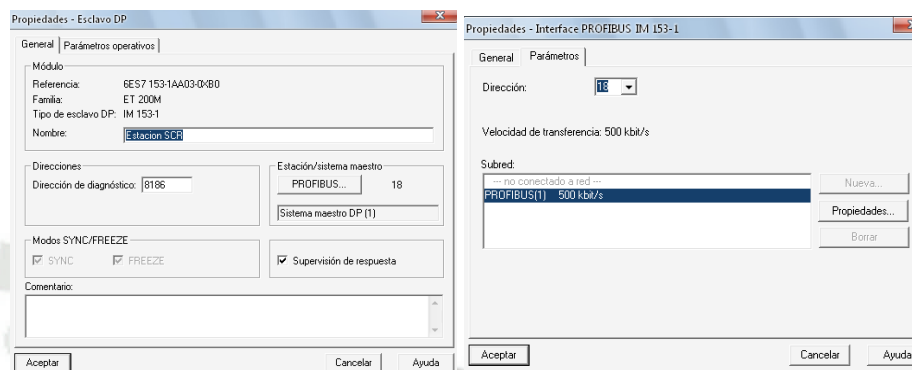 Propiedades - Esclavo DP
General
Parámetros operativos
Módulo
Referencia: 6ES7 153-1AA03-0XB0
Familia: ET 200M
Tipo de esclavo DP: IM 153-1
Nombre: Estacion SCR
Direcciones
Dirección de diagnóstico: 8186
Estación/sistema maestro
PROFIBUS... 18
Sistema maestro DP (1)
Modos SYNC/FREEZE
SYNC FREEZE
Supervisión de respuesta
Comentario:
Aceptar Cancelar Ayuda
Propiedades - Interface PROFIBUS IM 153-1
General Parámetros
Dirección: 18
Velocidad de transferencia: 500 kbit/s
Subred:
--- no conectado a red ---
PROFIBUS(1) 500 kbit/s
Nueva...
Propiedades...
Borrar
Aceptar Cancelar Ayuda